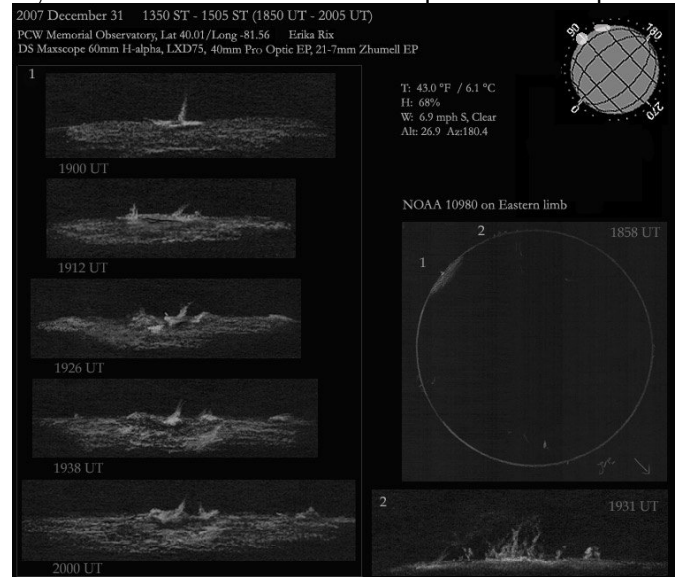 2007 December 31 1350 ST - 1505 ST (1850 UT - 2005 UT)
PCW Memorial Observatory, Lat 40.01/Long -81.56 Erika Rix
DS Maxscope 60mm H-alpha, LXD75, 40mm Pro Optic EP, 21-7mm Zhumell EP
1
1900 UT
1912 UT
1926 UT
1938 UT
2000 UT
T: 43.0 °F / 6.1 °C
H: 68%
W: 6.9 mph S, Clear
Alt: 26.9 Az:180.4
90
180
0
270
NOAA 10980 on Eastern limb
2
1858 UT
1
2
1931 UT